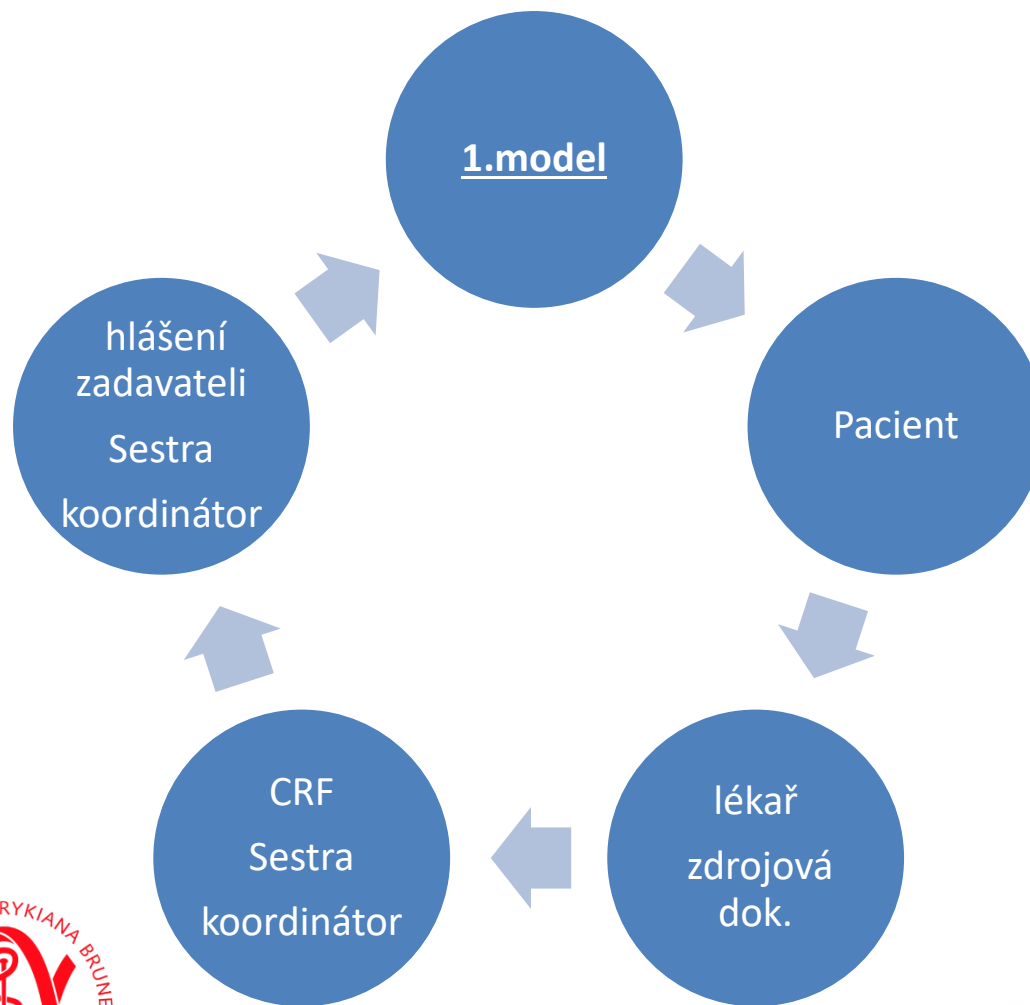 1.model
Pacient
lékař
zdrojová
dok.
CRF
Sestra
koordinátor
hlášení
zadavateli
Sestra
koordinátor